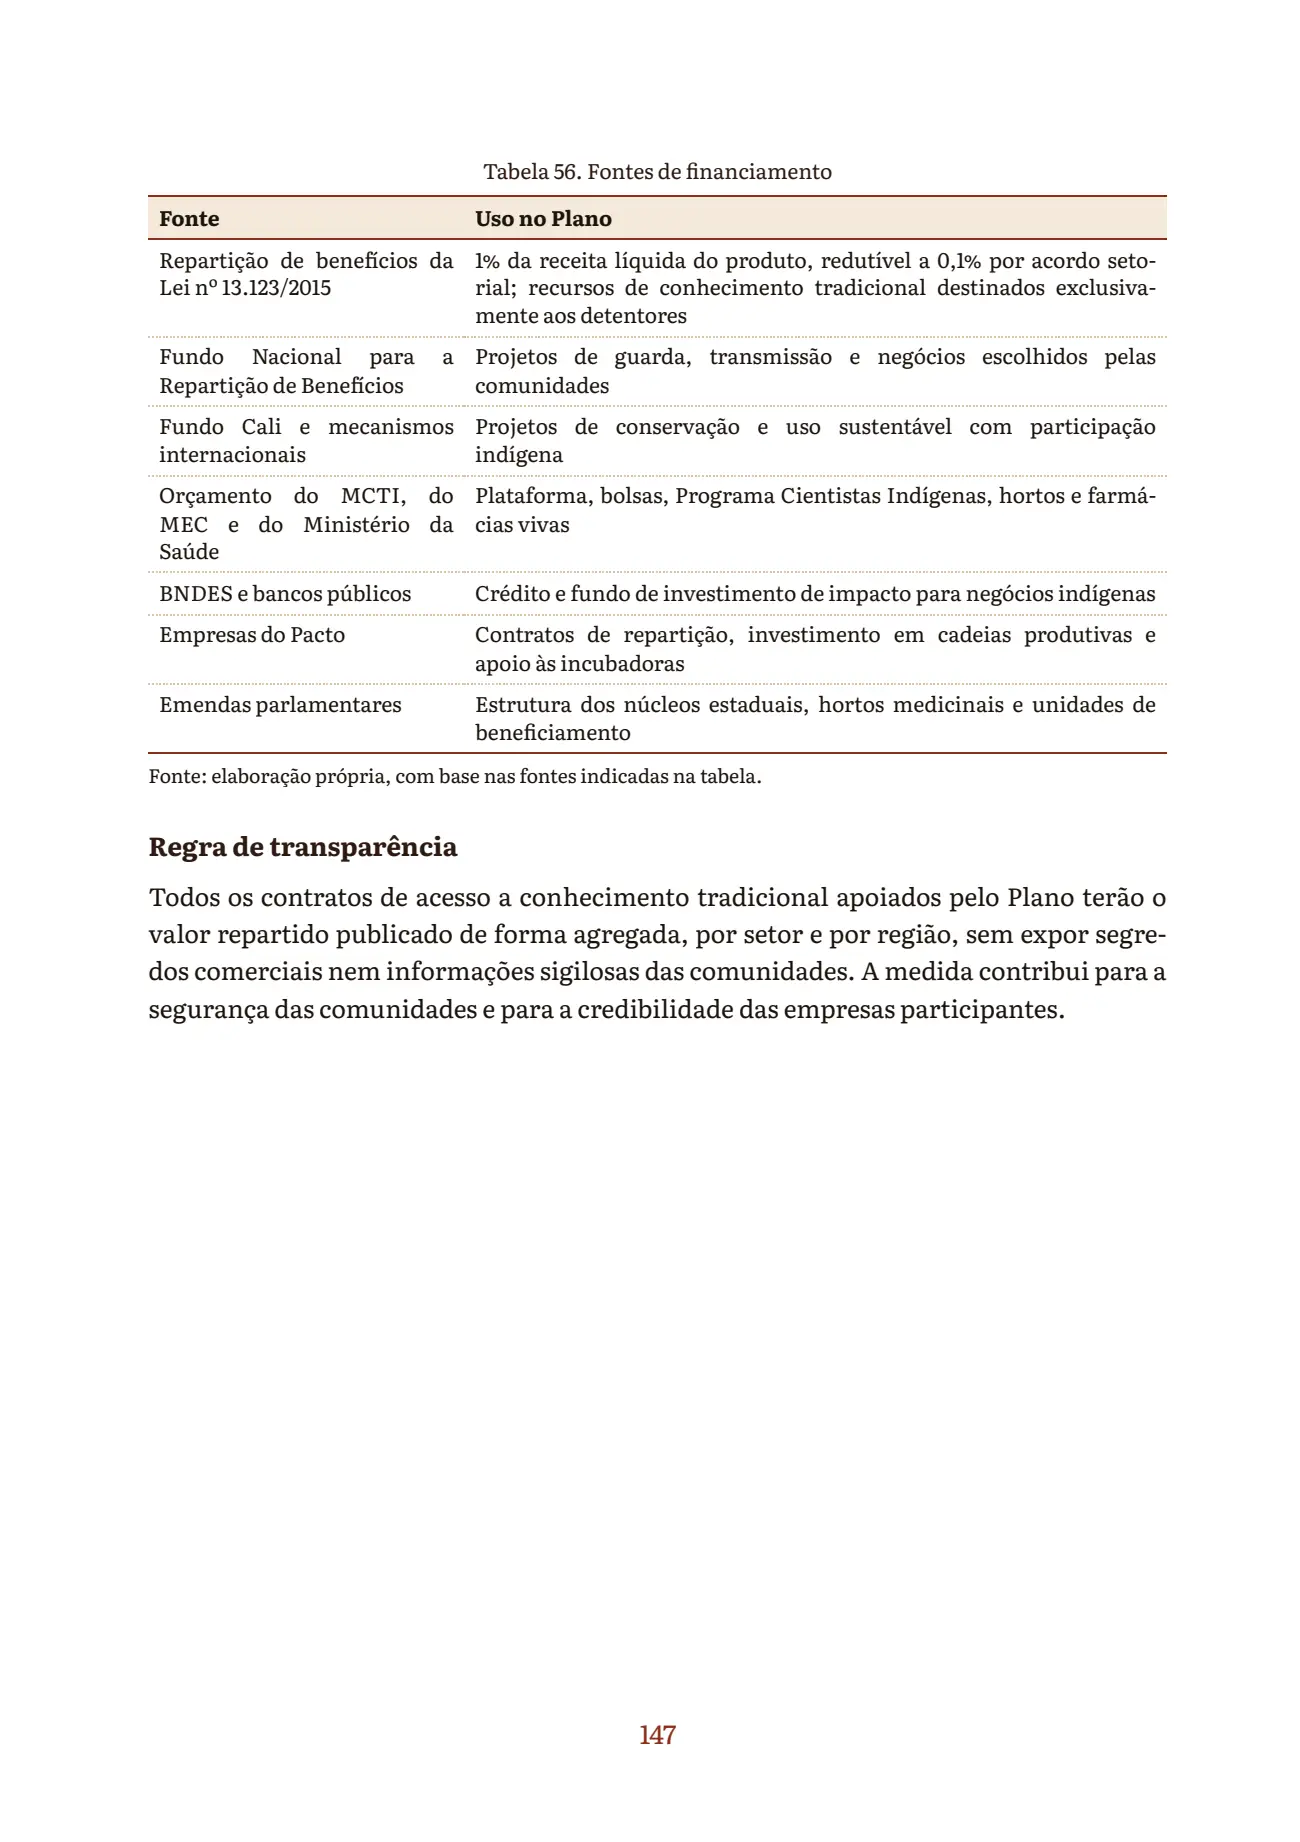 Tabela 56. Fontes de financiamento
Fonte Uso no Plano
Repartição de benefícios da 1% da receita líquida do produto, redutível a 0,1% por acordo seto-
Lei nº 13.123/2015 rial; recursos de conhecimento tradicional destinados exclusiva-
mente aos detentores
Fundo Nacional para a Projetos de guarda, transmissão e negócios escolhidos pelas
Repartição de Benefícios comunidades
Fundo Cali e mecanismos Projetos de conservação e uso sustentável com participação
internacionais indígena
Orçamento do MCTI, do Plataforma, bolsas, Programa Cientistas Indígenas, hortos e farmá-
MEC e do Ministério da cias vivas
Saúde
BNDES e bancos públicos Crédito e fundo de investimento de impacto para negócios indígenas
Empresas do Pacto Contratos de repartição, investimento em cadeias produtivas e
apoio às incubadoras
Emendas parlamentares Estrutura dos núcleos estaduais, hortos medicinais e unidades de
beneficiamento
Fonte: elaboração própria, com base nas fontes indicadas na tabela.
Regra de transparência
Todos os contratos de acesso a conhecimento tradicional apoiados pelo Plano terão o
valor repartido publicado de forma agregada, por setor e por região, sem expor segre-
dos comerciais nem informações sigilosas das comunidades. A medida contribui para a
segurança das comunidades e para a credibilidade das empresas participantes.
147